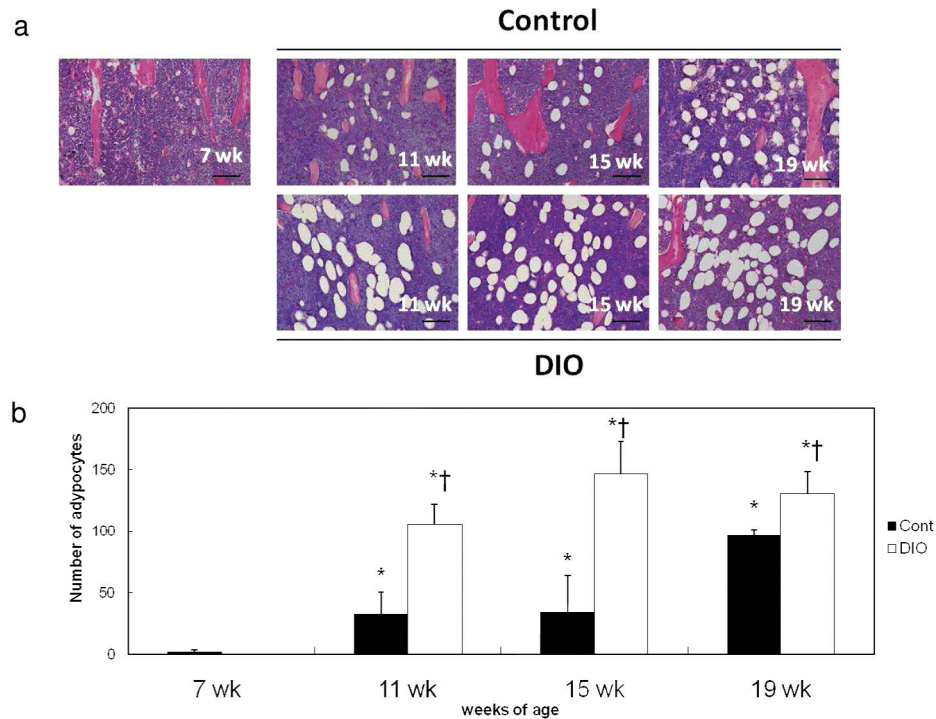 a
Control
7 wk
11 wk
15 wk
19 wk
11 wk
15 wk
19 wk
DIO
b
200
150
100
50
0
Number of adypocytes
*
*†
*
*†
*
*†
Cont
DIO
7 wk
11 wk
15 wk
19 wk
weeks of age